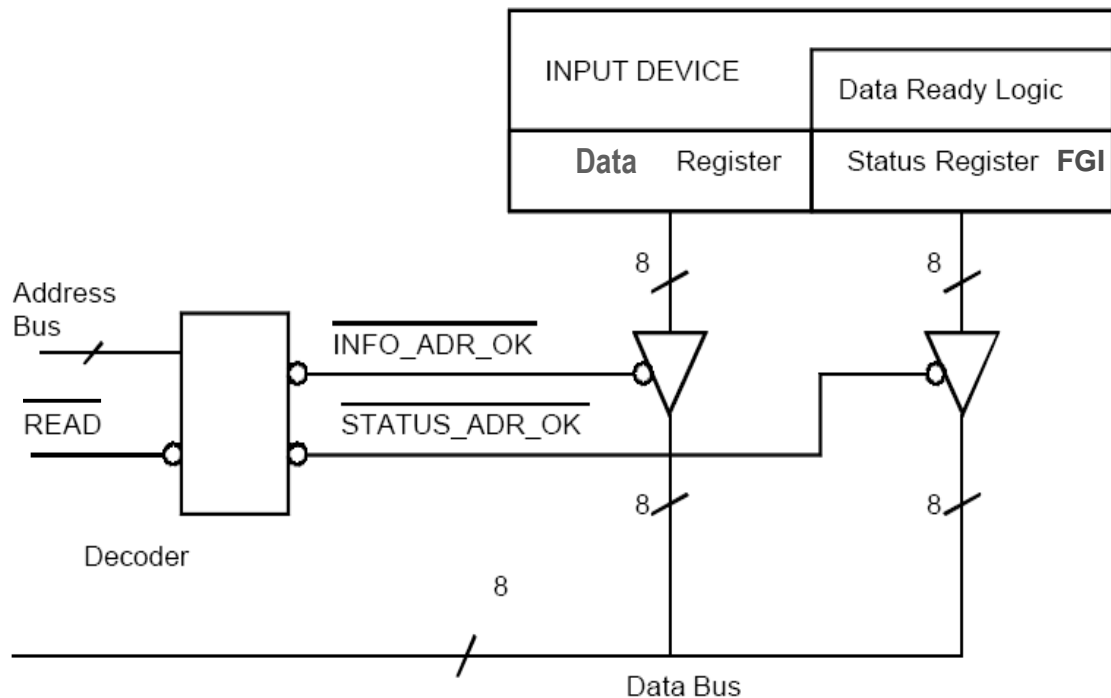 INPUT DEVICE
Data Ready Logic
Data Register
Status Register FGI
8
8
Address
Bus
INFO_ADR_OK
READ
STATUS_ADR_OK
8
8
Decoder
8
Data Bus